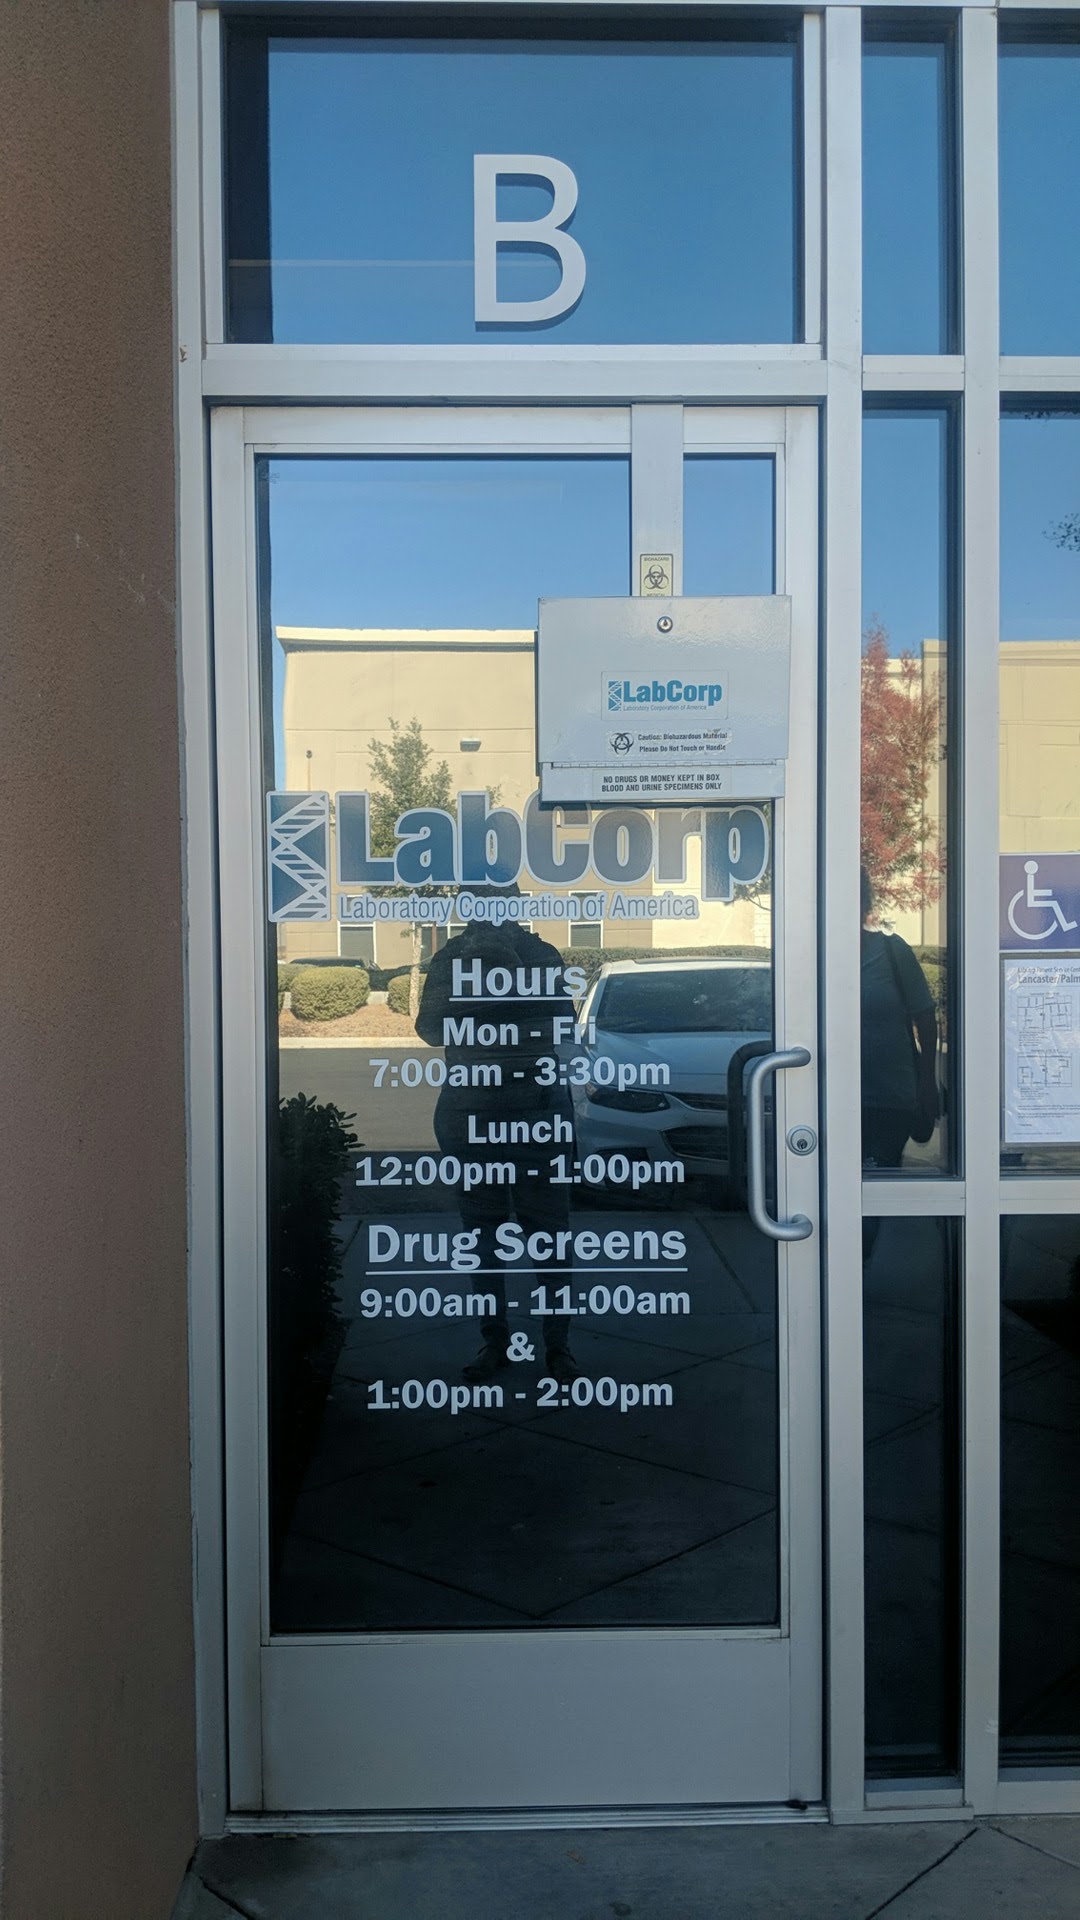 B
BIOHAZARD
LabCorp
Laboratory Corporation of America
Caution: Biohazardous Material
Please Do Not Touch or Handle
NO DRUGS OR MONEY KEPT IN BOX
BLOOD AND URINE SPECIMENS ONLY
LabCorp
Laboratory Corporation of America
Hours
Mon - Fri
7:00am - 3:30pm
Lunch
12:00pm - 1:00pm
Drug Screens
9:00am - 11:00am
&
1:00pm - 2:00pm
Lancaster/Palm